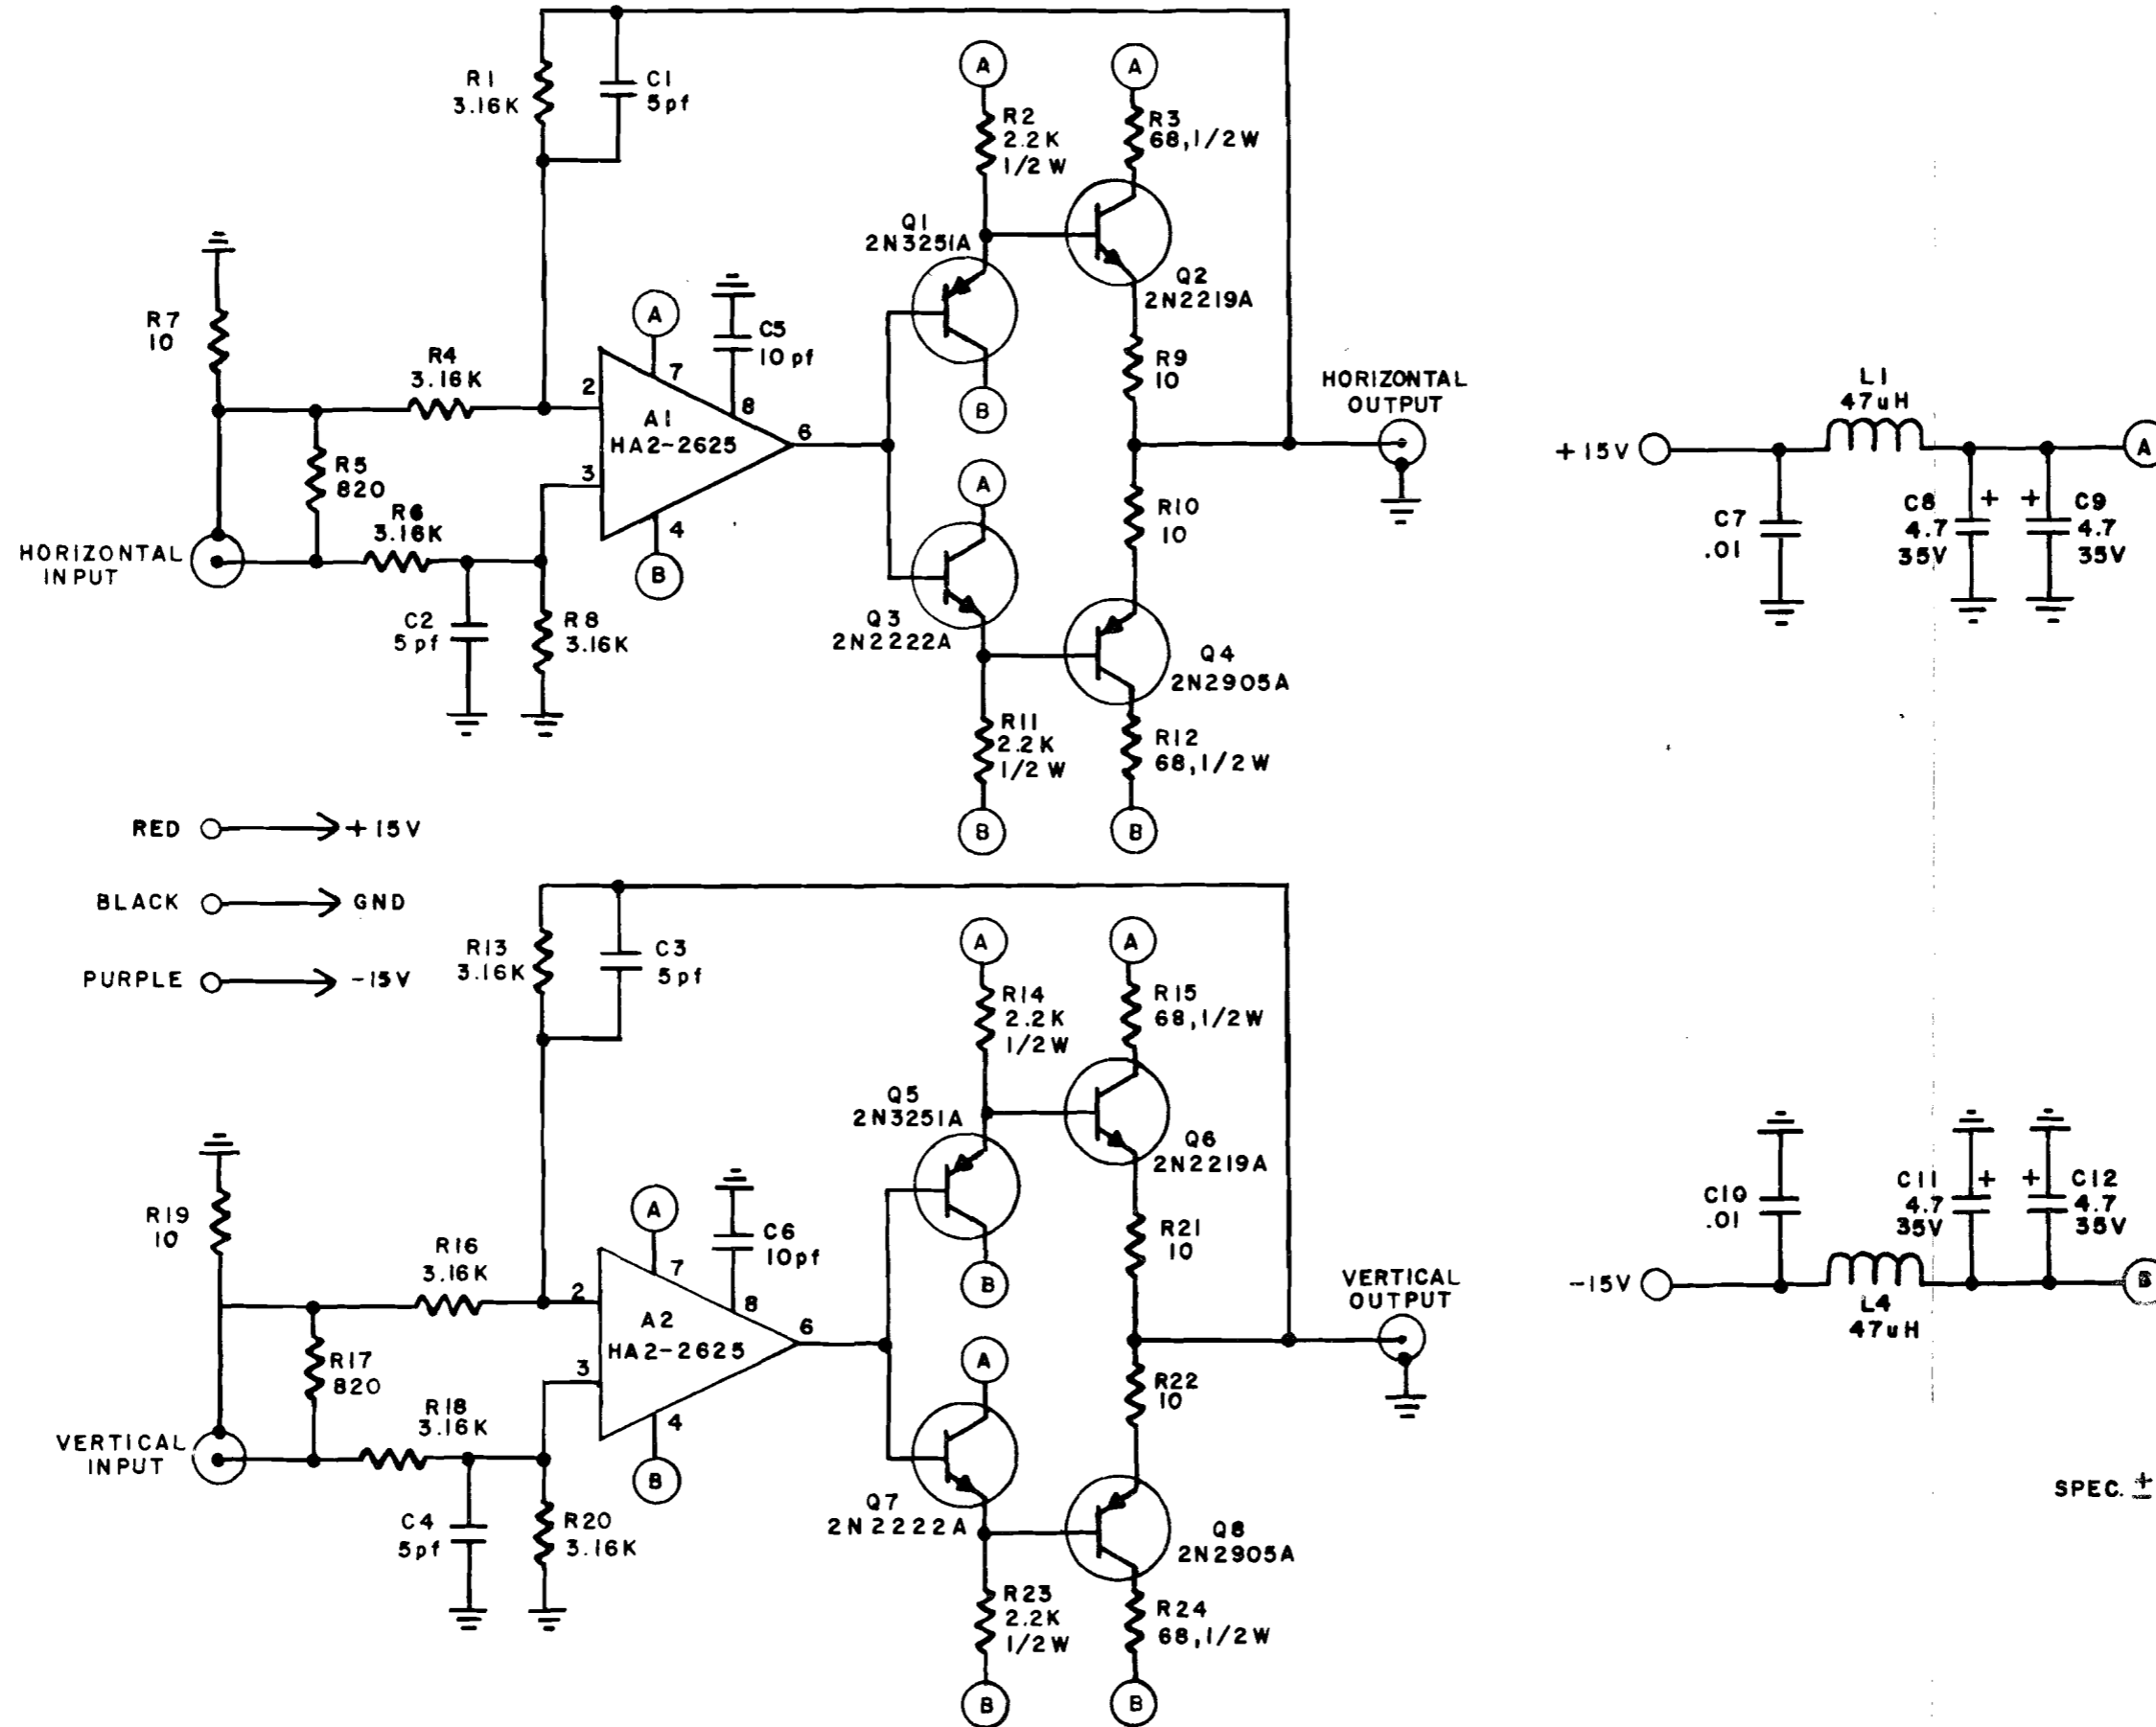 R1
3.16K
C1
5pf
A
A
R2
2.2K
1/2W
R3
68,1/2W
Q1
2N3251A
Q2
2N2219A
R7
10
R4
3.16K
A
7
C5
10pf
8
2
A1
HA2-2625
6
3
4
B
B
R9
10
HORIZONTAL
OUTPUT
R5
820
R6
3.16K
HORIZONTAL
INPUT
C2
5pf
R8
3.16K
A
Q3
2N2222A
R10
10
Q4
2N2905A
R11
2.2K
1/2W
R12
68,1/2W
B
B
L1
47uH
+15V
A
C7
.01
C8
4.7
35V
+
+
C9
4.7
35V
RED
+15V
BLACK
GND
PURPLE
-15V
R13
3.16K
C3
5pf
A
A
R14
2.2K
1/2W
R15
68,1/2W
Q5
2N3251A
Q6
2N2219A
R19
10
R16
3.16K
A
7
C6
10pf
8
2
A2
HA2-2625
6
3
4
B
B
R21
10
VERTICAL
OUTPUT
R17
820
R18
3.16K
VERTICAL
INPUT
C4
5pf
R20
3.16K
A
Q7
2N2222A
R22
10
Q8
2N2905A
R23
2.2K
1/2W
R24
68,1/2W
B
B
C10
.01
C11
4.7
35V
+
+
C12
4.7
35V
-15V
B
L4
47uH
SPEC. ±